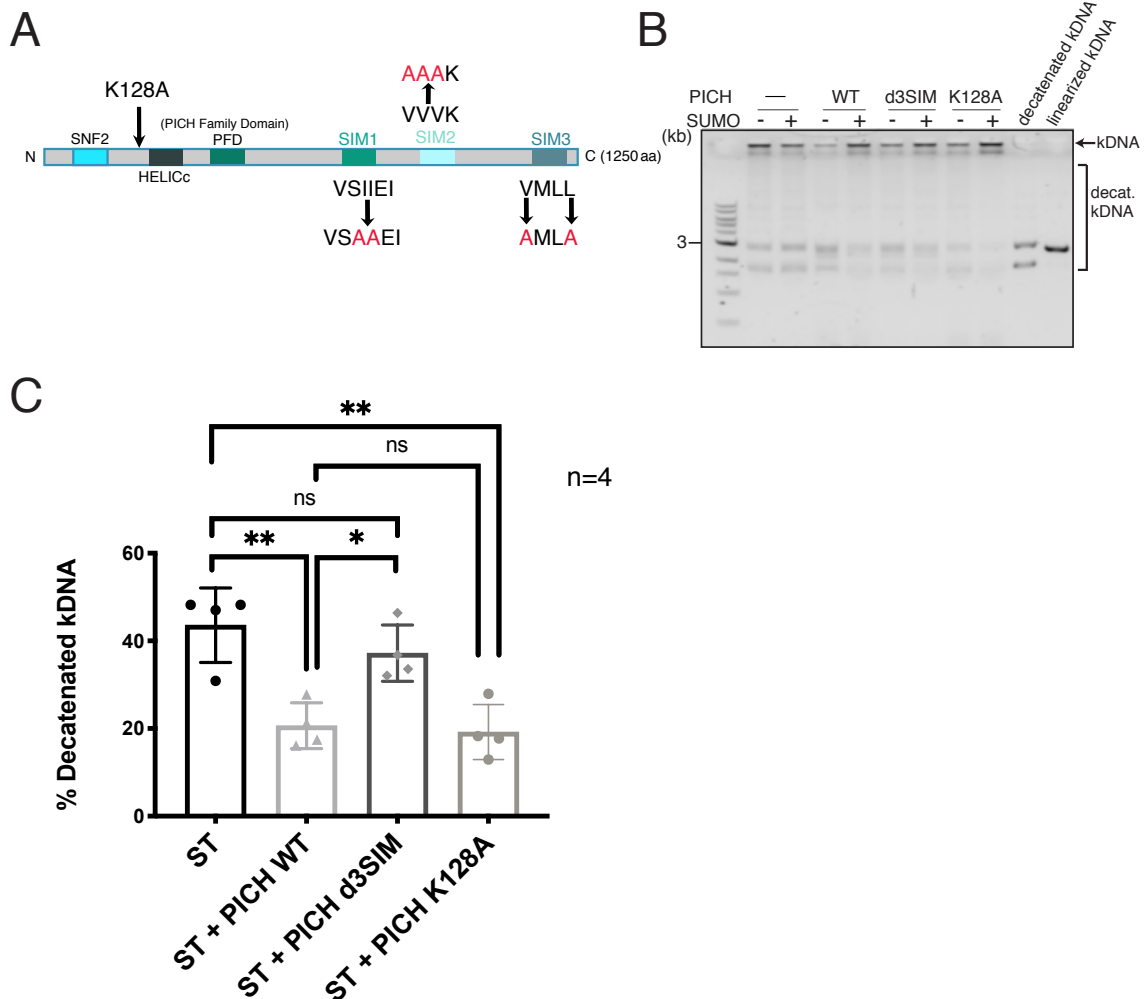 A
K128A
AAAK
VVVK
(PICH Family Domain)
SNF2
PFD
SIM1
SIM2
SIM3
N
C (1250 aa)
HELICc
VSIIEI
VMLL
VSAAEI
AMLA
B
PICH
—
WT
d3SIM
K128A
decatenated kDNA
linearized kDNA
SUMO
- + - + - + - +
(kb)
kDNA
decat.
kDNA
3
C
**
ns
n=4
ns
**
*
% Decatenated kDNA
60
40
20
0
ST
ST + PICH WT
ST + PICH d3SIM
ST + PICH K128A